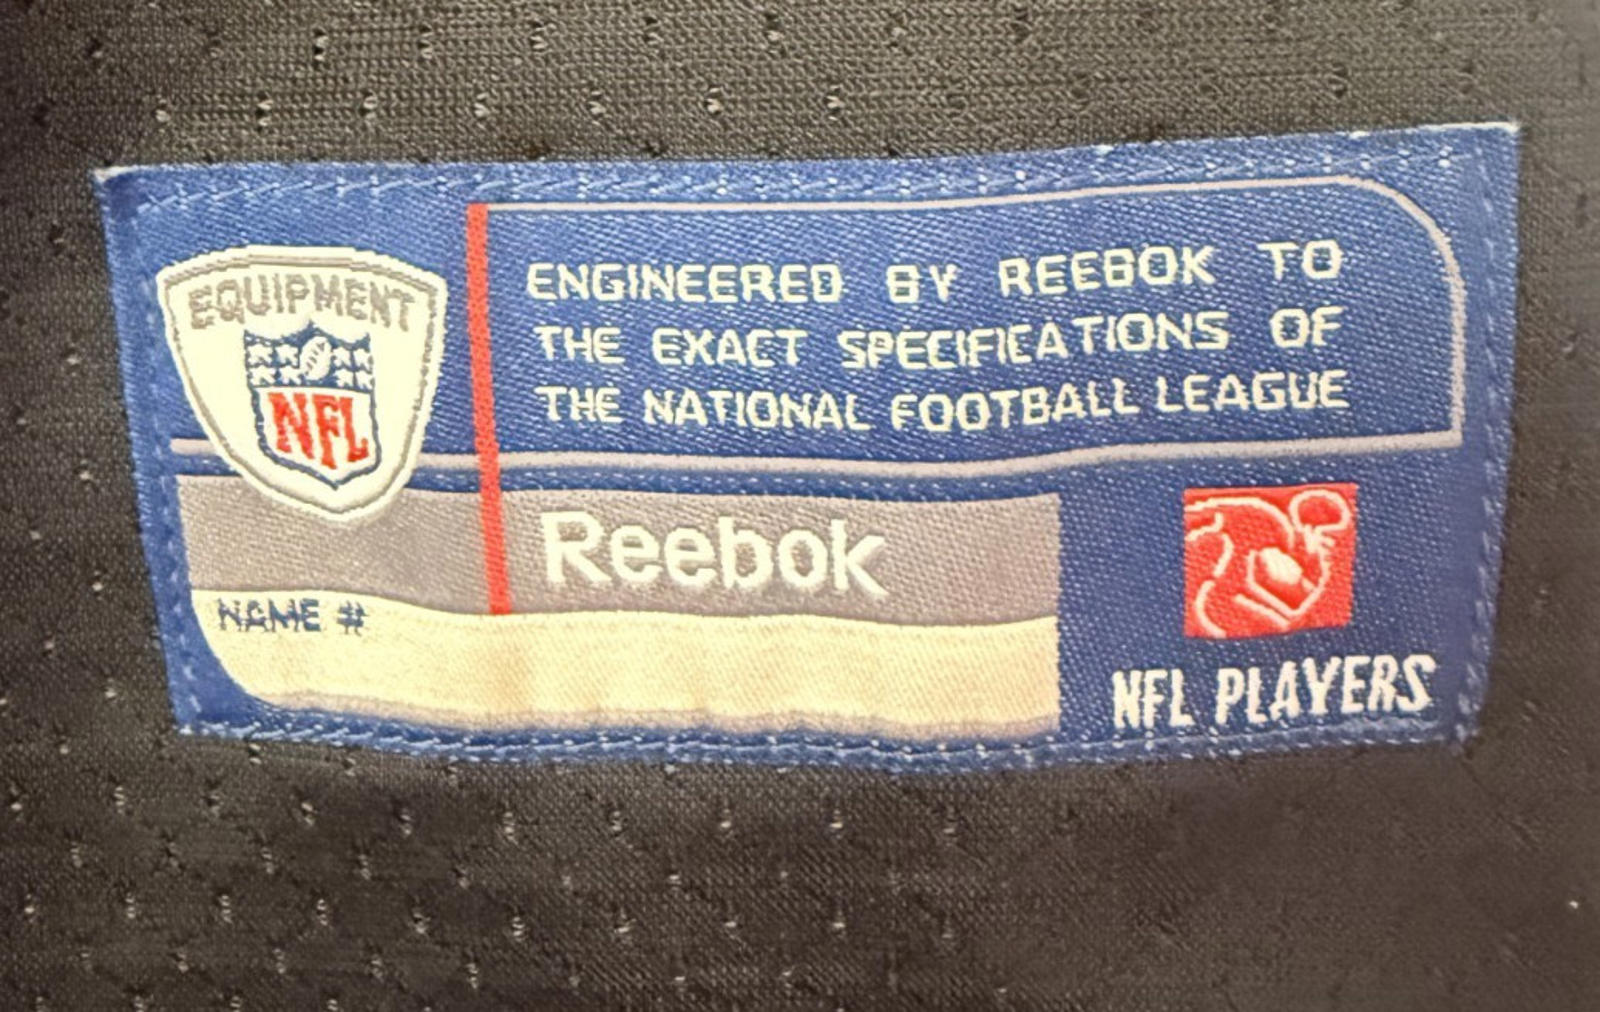 EQUIPMENT
NFL
ENGINEERED BY REEBOK TO
THE EXACT SPECIFICATIONS OF
THE NATIONAL FOOTBALL LEAGUE
Reebok
NAME #
NFL PLAYERS